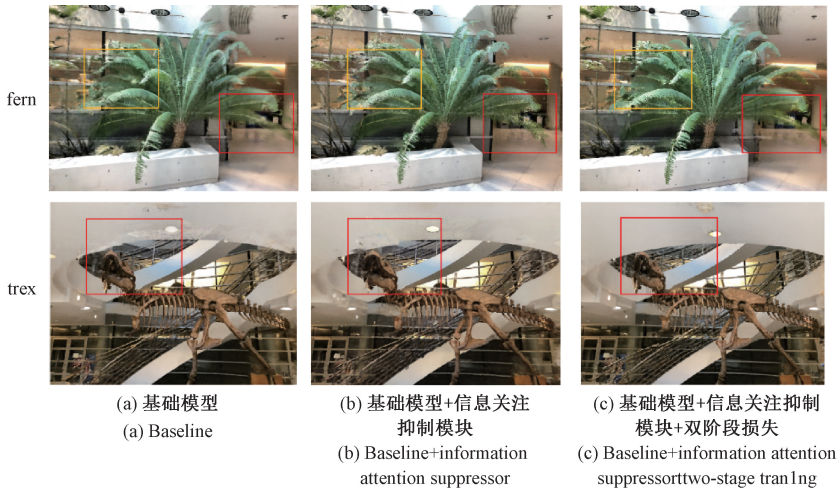 fern
trex
(a) 基础模型
(a) Baseline
(b) 基础模型+信息关注
抑制模块
(b) Baseline+information
attention suppressor
(c) 基础模型+信息关注抑制
模块+双阶段损失
(c) Baseline+information attention
suppressorttwo-stage tran1ng